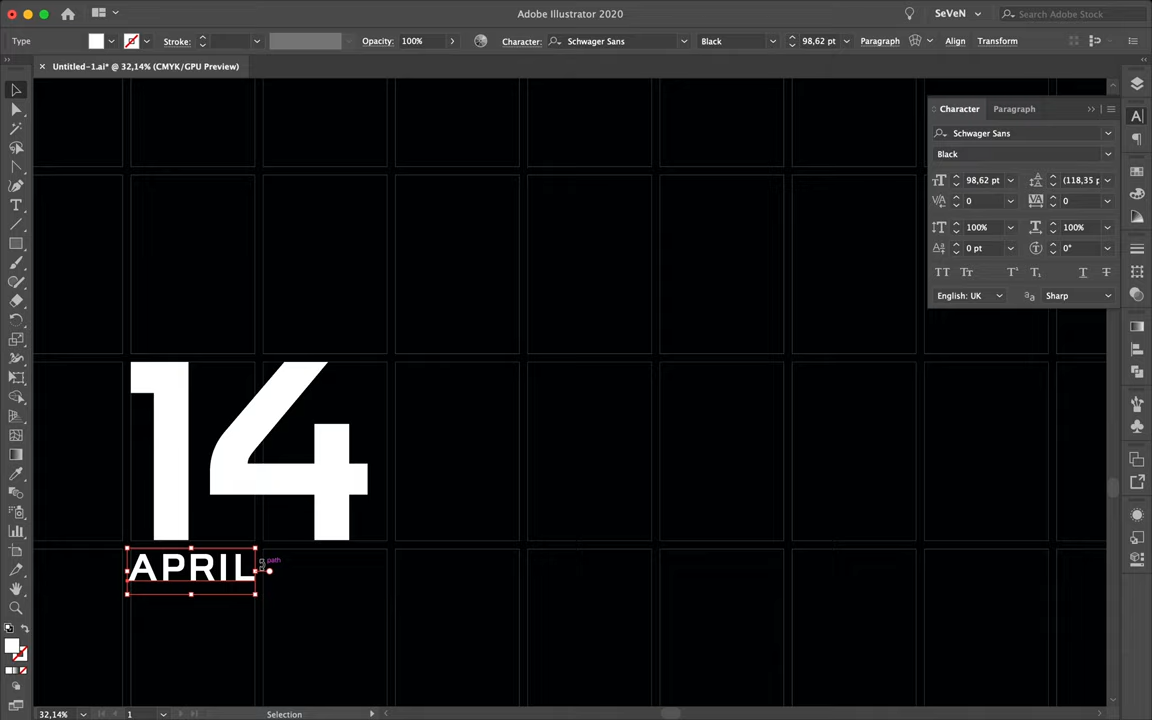 Adobe Illustrator 2020
SeVeN
Search Adobe Stock
Type
Stroke:
Opacity: 100%
Character: Schwager Sans
Black
98,62 pt
Paragraph
Align
Transform
× Untitled-1.ai* @ 32,14% (CMYK/GPU Preview)
Character Paragraph
Schwager Sans
Black
98,62 pt (118,35 p
0 0
100% 100%
0 pt 0°
English: UK Sharp
14
APRIL
path
32,14% 1 Selection